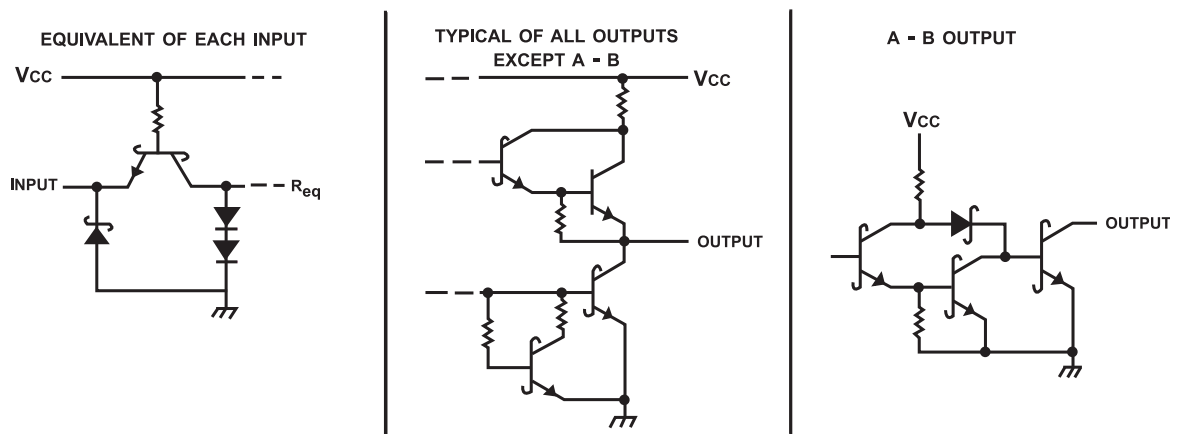 EQUIVALENT OF EACH INPUT
VCC
INPUT
Req
TYPICAL OF ALL OUTPUTS
EXCEPT A - B
VCC
OUTPUT
A - B OUTPUT
VCC
OUTPUT